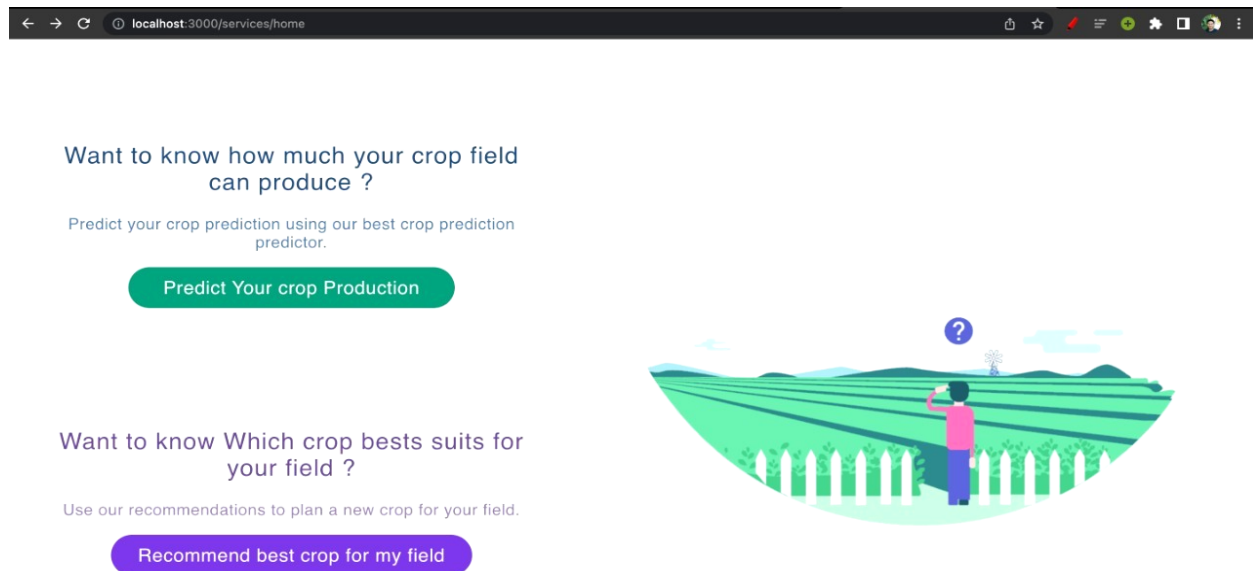 localhost:3000/services/home
Want to know how much your crop field
can produce ?
Predict your crop prediction using our best crop prediction
predictor.
Predict Your crop Production
?
Want to know Which crop bests suits for
your field ?
Use our recommendations to plan a new crop for your field.
Recommend best crop for my field